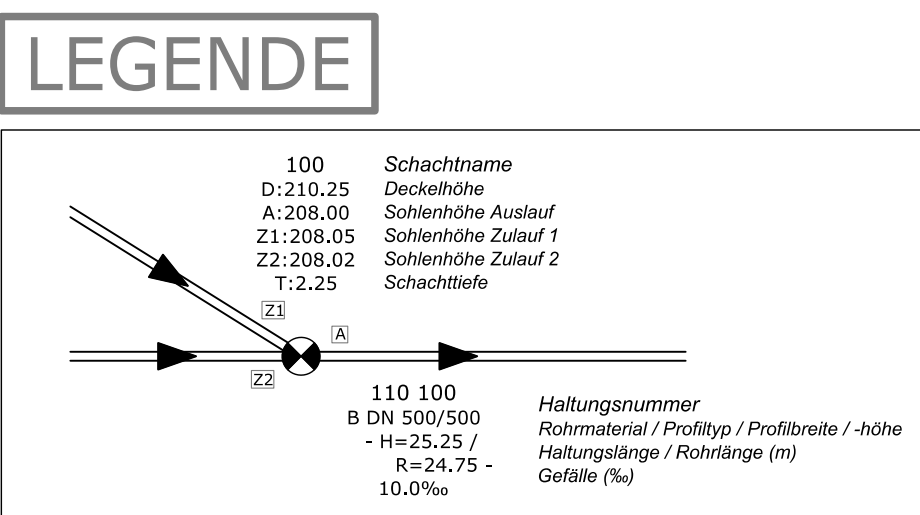 LEGENDE
100 Schachtname
D:210.25 Deckelhöhe
A:208.00 Sohlenhöhe Auslauf
Z1:208.05 Sohlenhöhe Zulauf 1
Z2:208.02 Sohlenhöhe Zulauf 2
T:2.25 Schachttiefe
Z1
A
Z2
110 100
B DN 500/500
- H=25.25 /
R=24.75 -
10.0‰
Haltungsnummer
Rohrmaterial / Profiltyp / Profilbreite / -höhe
Haltungslänge / Rohrlänge (m)
Gefälle (‰)